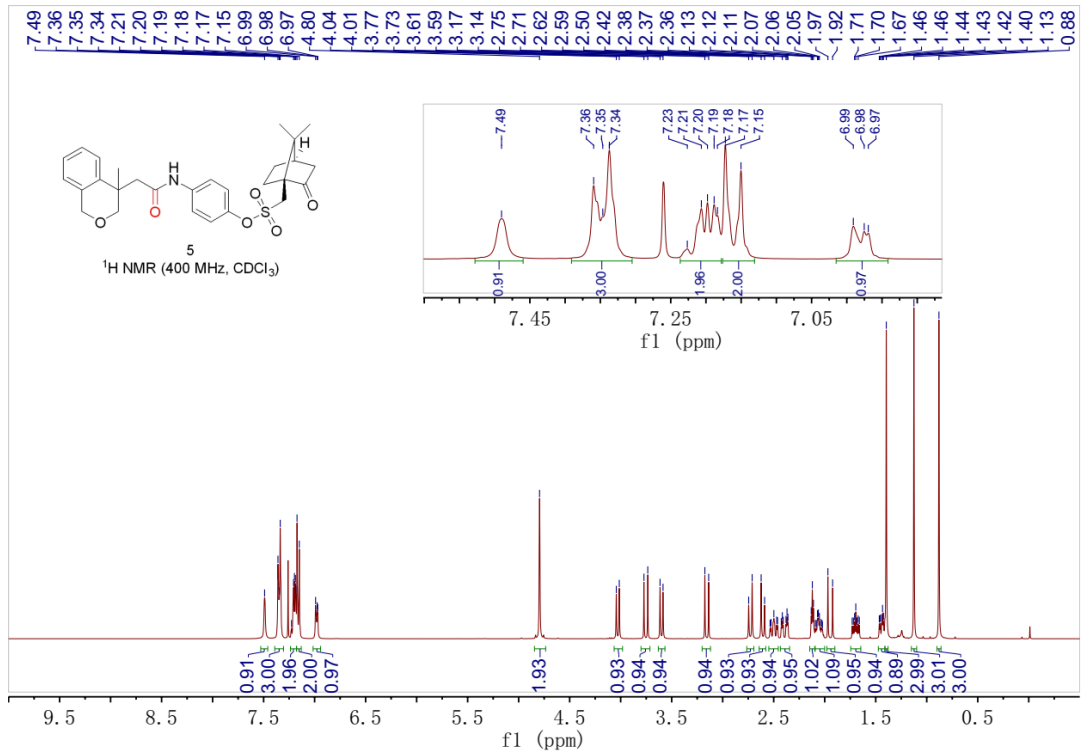 7.49 7.36 7.35 7.34 7.21 7.20 7.19 7.18 7.17 7.15 6.99 6.98 6.97 4.80 4.04 4.01 3.77 3.73 3.61 3.59 3.17 3.14 2.75 2.71 2.62 2.59 2.50 2.42 2.38 2.37 2.36 2.13 2.12 2.11 2.07 2.06 2.05 1.97 1.92 1.71 1.70 1.67 1.46 1.46 1.44 1.43 1.42 1.40 1.13 0.88
7.49 7.36 7.35 7.34 7.23 7.21 7.20 7.19 7.18 7.17 7.15 6.99 6.98 6.97
0.91 3.00 1.96 2.00 0.97
7.45 7.25 7.05
f1 (ppm)
H
H
N
O
O
O
S
O
O
O
5
¹H NMR (400 MHz, CDCl₃)
0.91 3.00 1.96 2.00 0.97 1.93 0.93 0.94 0.94 0.94 0.93 0.93 0.94 0.95 1.02 1.09 0.95 0.94 0.89 2.99 3.01 3.00
9.5 8.5 7.5 6.5 5.5 4.5 3.5 2.5 1.5 0.5
f1 (ppm)